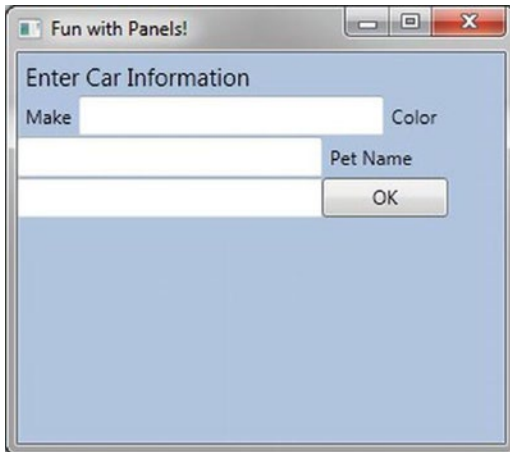 Fun with Panels!
Enter Car Information
Make Color
Pet Name
OK